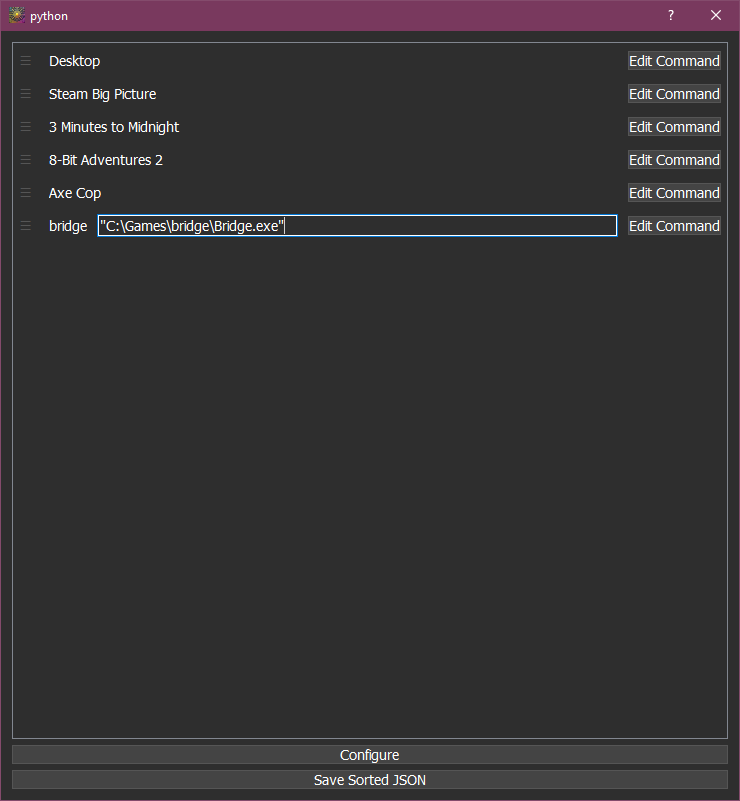 python ?
Desktop Edit Command
Steam Big Picture Edit Command
3 Minutes to Midnight Edit Command
8-Bit Adventures 2 Edit Command
Axe Cop Edit Command
bridge "C:\Games\bridge\Bridge.exe" Edit Command
Configure
Save Sorted JSON